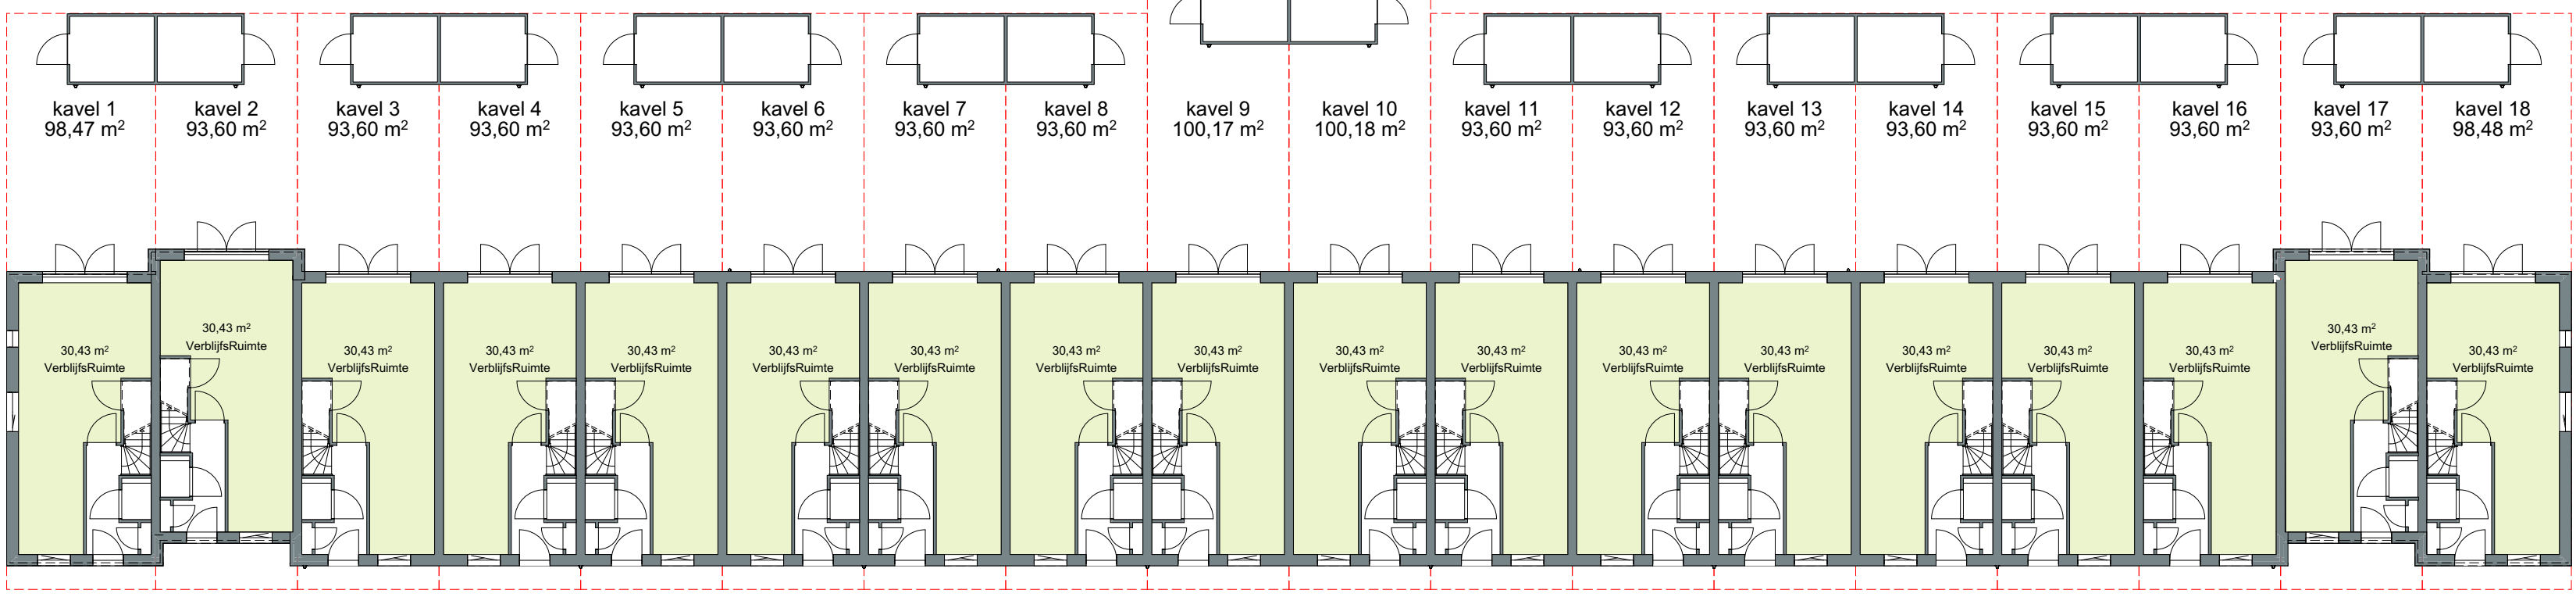 kavel 1
98,47 m²
kavel 2
93,60 m²
kavel 3
93,60 m²
kavel 4
93,60 m²
kavel 5
93,60 m²
kavel 6
93,60 m²
kavel 7
93,60 m²
kavel 8
93,60 m²
kavel 9
100,17 m²
kavel 10
100,18 m²
kavel 11
93,60 m²
kavel 12
93,60 m²
kavel 13
93,60 m²
kavel 14
93,60 m²
kavel 15
93,60 m²
kavel 16
93,60 m²
kavel 17
93,60 m²
kavel 18
98,48 m²
30,43 m²
VerblijfsRuimte
30,43 m²
VerblijfsRuimte
30,43 m²
VerblijfsRuimte
30,43 m²
VerblijfsRuimte
30,43 m²
VerblijfsRuimte
30,43 m²
VerblijfsRuimte
30,43 m²
VerblijfsRuimte
30,43 m²
VerblijfsRuimte
30,43 m²
VerblijfsRuimte
30,43 m²
VerblijfsRuimte
30,43 m²
VerblijfsRuimte
30,43 m²
VerblijfsRuimte
30,43 m²
VerblijfsRuimte
30,43 m²
VerblijfsRuimte
30,43 m²
VerblijfsRuimte
30,43 m²
VerblijfsRuimte
30,43 m²
VerblijfsRuimte
30,43 m²
VerblijfsRuimte